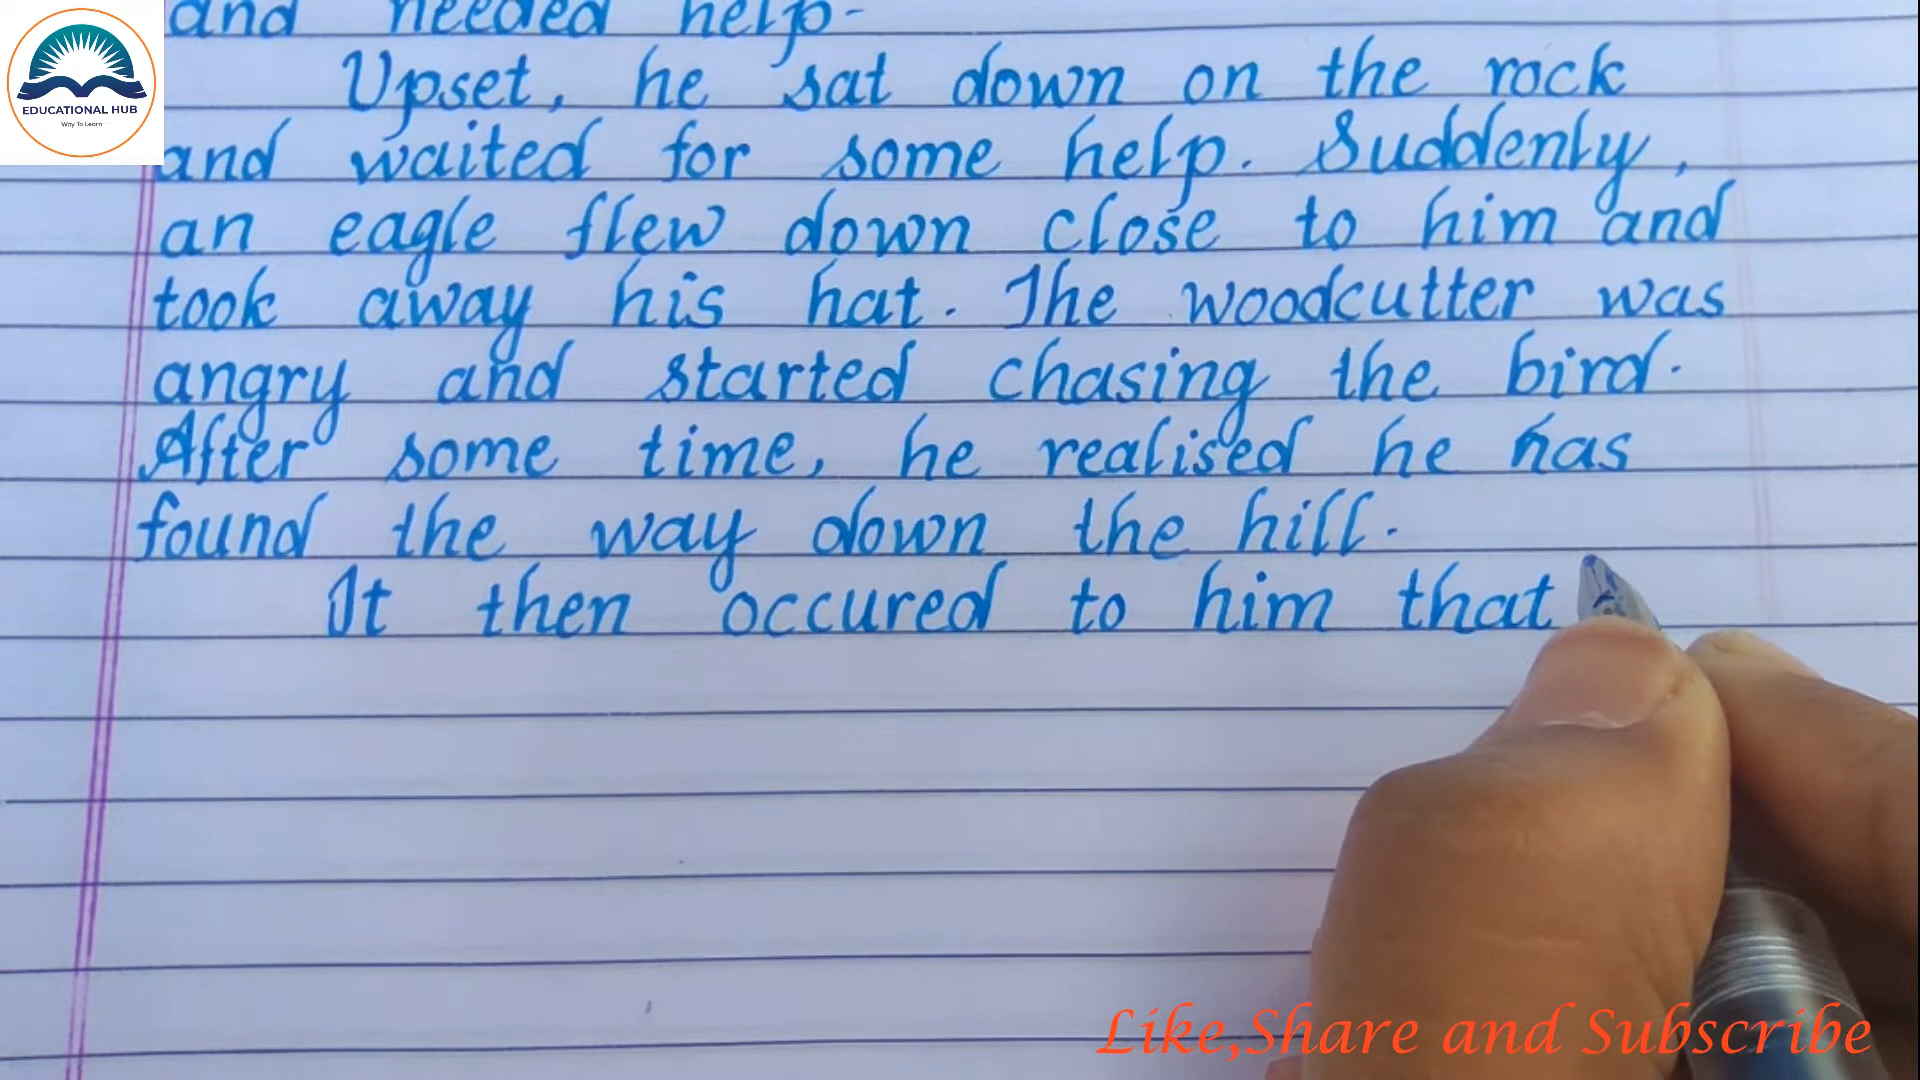 and needed help.
EDUCATIONAL HUB
Way To Learn
Upset, he sat down on the rock
and waited for some help. Suddenly,
an eagle flew down close to him and
took away his hat. The woodcutter was
angry and started chasing the bird.
After some time, he realised he has
found the way down the hill.
It then occured to him that
Like,Share and Subscribe